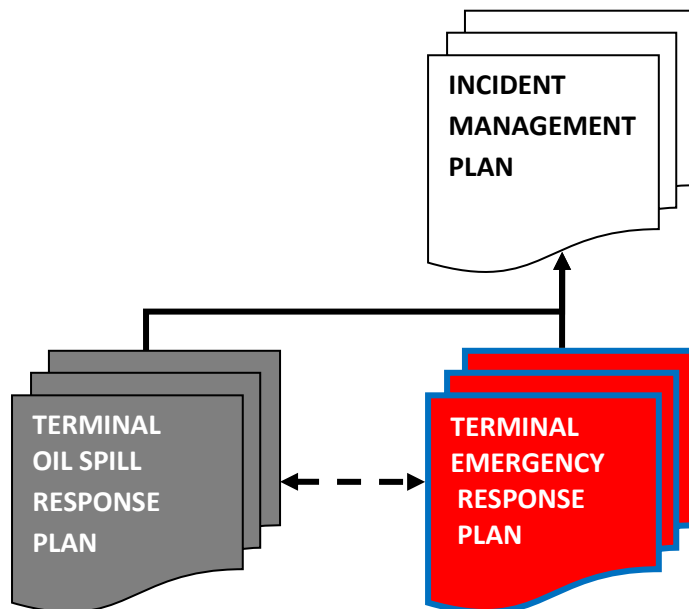 INCIDENT
MANAGEMENT
PLAN
TERMINAL
OIL SPILL
RESPONSE
PLAN
TERMINAL
EMERGENCY
RESPONSE
PLAN